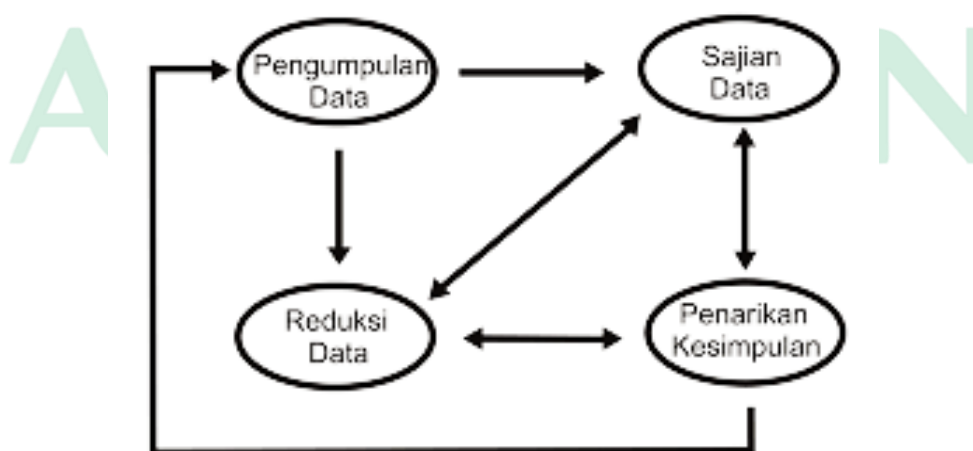 Pengumpulan
Data
Sajian
Data
Reduksi
Data
Penarikan
Kesimpulan
A
N